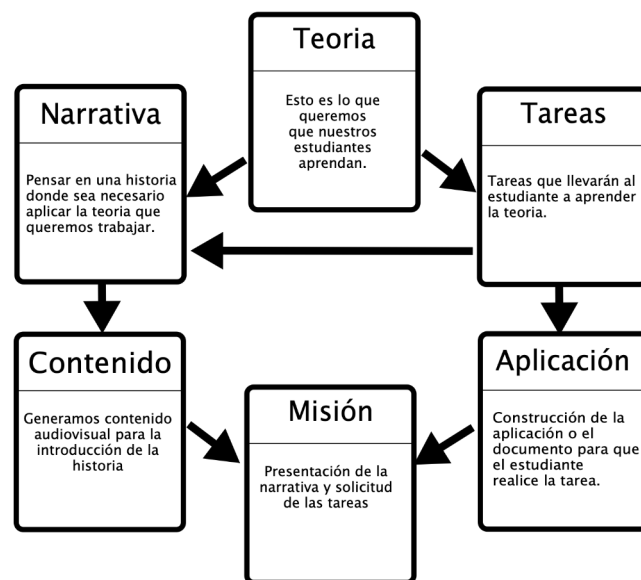 Teoria
Esto es lo que
queremos
que nuestros
estudiantes
aprendan.
Narrativa
Pensar en una historia
donde sea necesario
aplicar la teoria que
queremos trabajar.
Tareas
Tareas que llevarán al
estudiante a aprender
la teoria.
Contenido
Generamos contenido
audiovisual para la
introducción de la
historia
Misión
Presentación de la
narrativa y solicitud
de las tareas
Aplicación
Construcción de la
aplicación o el
documento para que
el estudiante
realice la tarea.